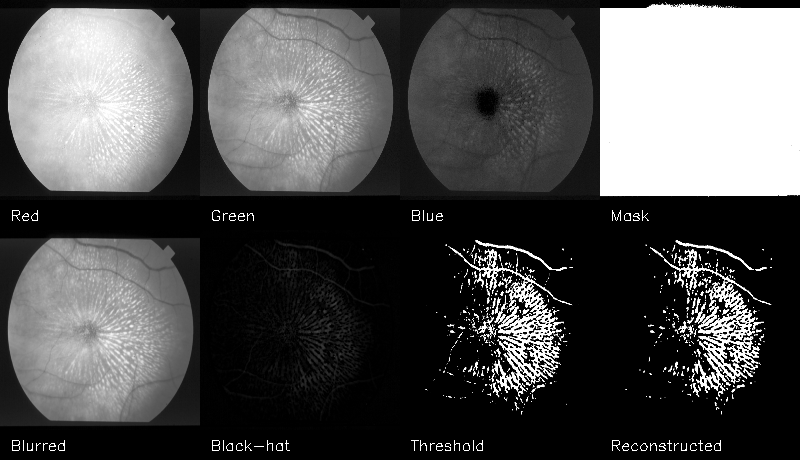 Red
Green
Blue
Mask
Blurred
Black-hat
Threshold
Reconstructed